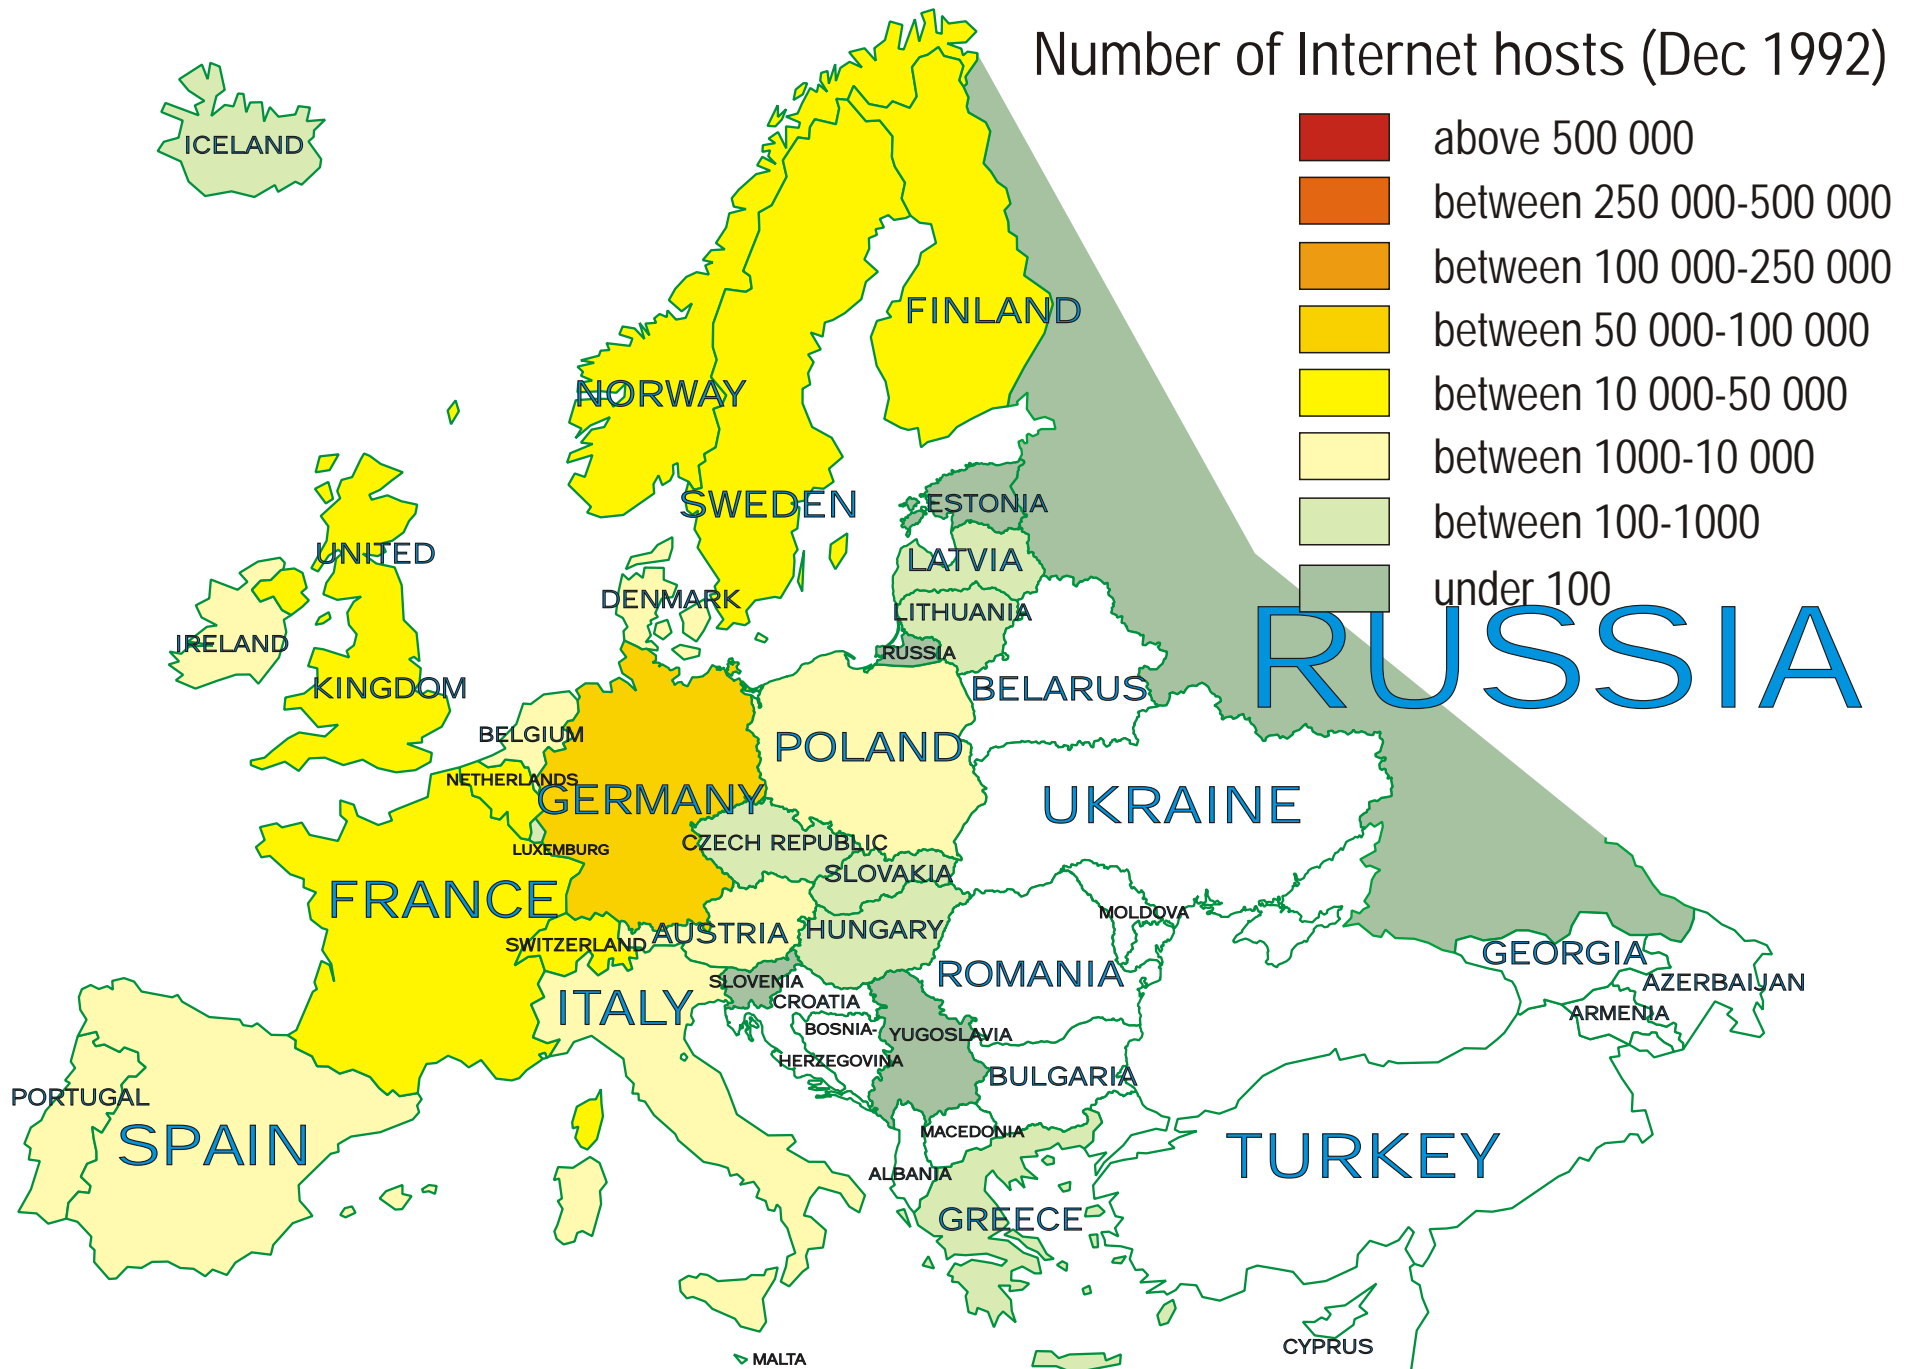 Number of Internet hosts (Dec 1992)
above 500 000
between 250 000-500 000
between 100 000-250 000
between 50 000-100 000
between 10 000-50 000
between 1000-10 000
between 100-1000
under 100
ICELAND
FINLAND
NORWAY
SWEDEN
ESTONIA
UNITED
LATVIA
DENMARK
LITHUANIA
IRELAND
RUSSIA
RUSSIA
KINGDOM
BELARUS
BELGIUM
POLAND
NETHERLANDS
GERMANY
UKRAINE
CZECH REPUBLIC
LUXEMBURG
SLOVAKIA
FRANCE
MOLDOVA
SWITZERLAND
AUSTRIA
HUNGARY
GEORGIA
ROMANIA
SLOVENIA
AZERBAIJAN
CROATIA
ITALY
ARMENIA
BOSNIA-
YUGOSLAVIA
HERZEGOVINA
BULGARIA
PORTUGAL
MACEDONIA
SPAIN
TURKEY
ALBANIA
GREECE
CYPRUS
MALTA